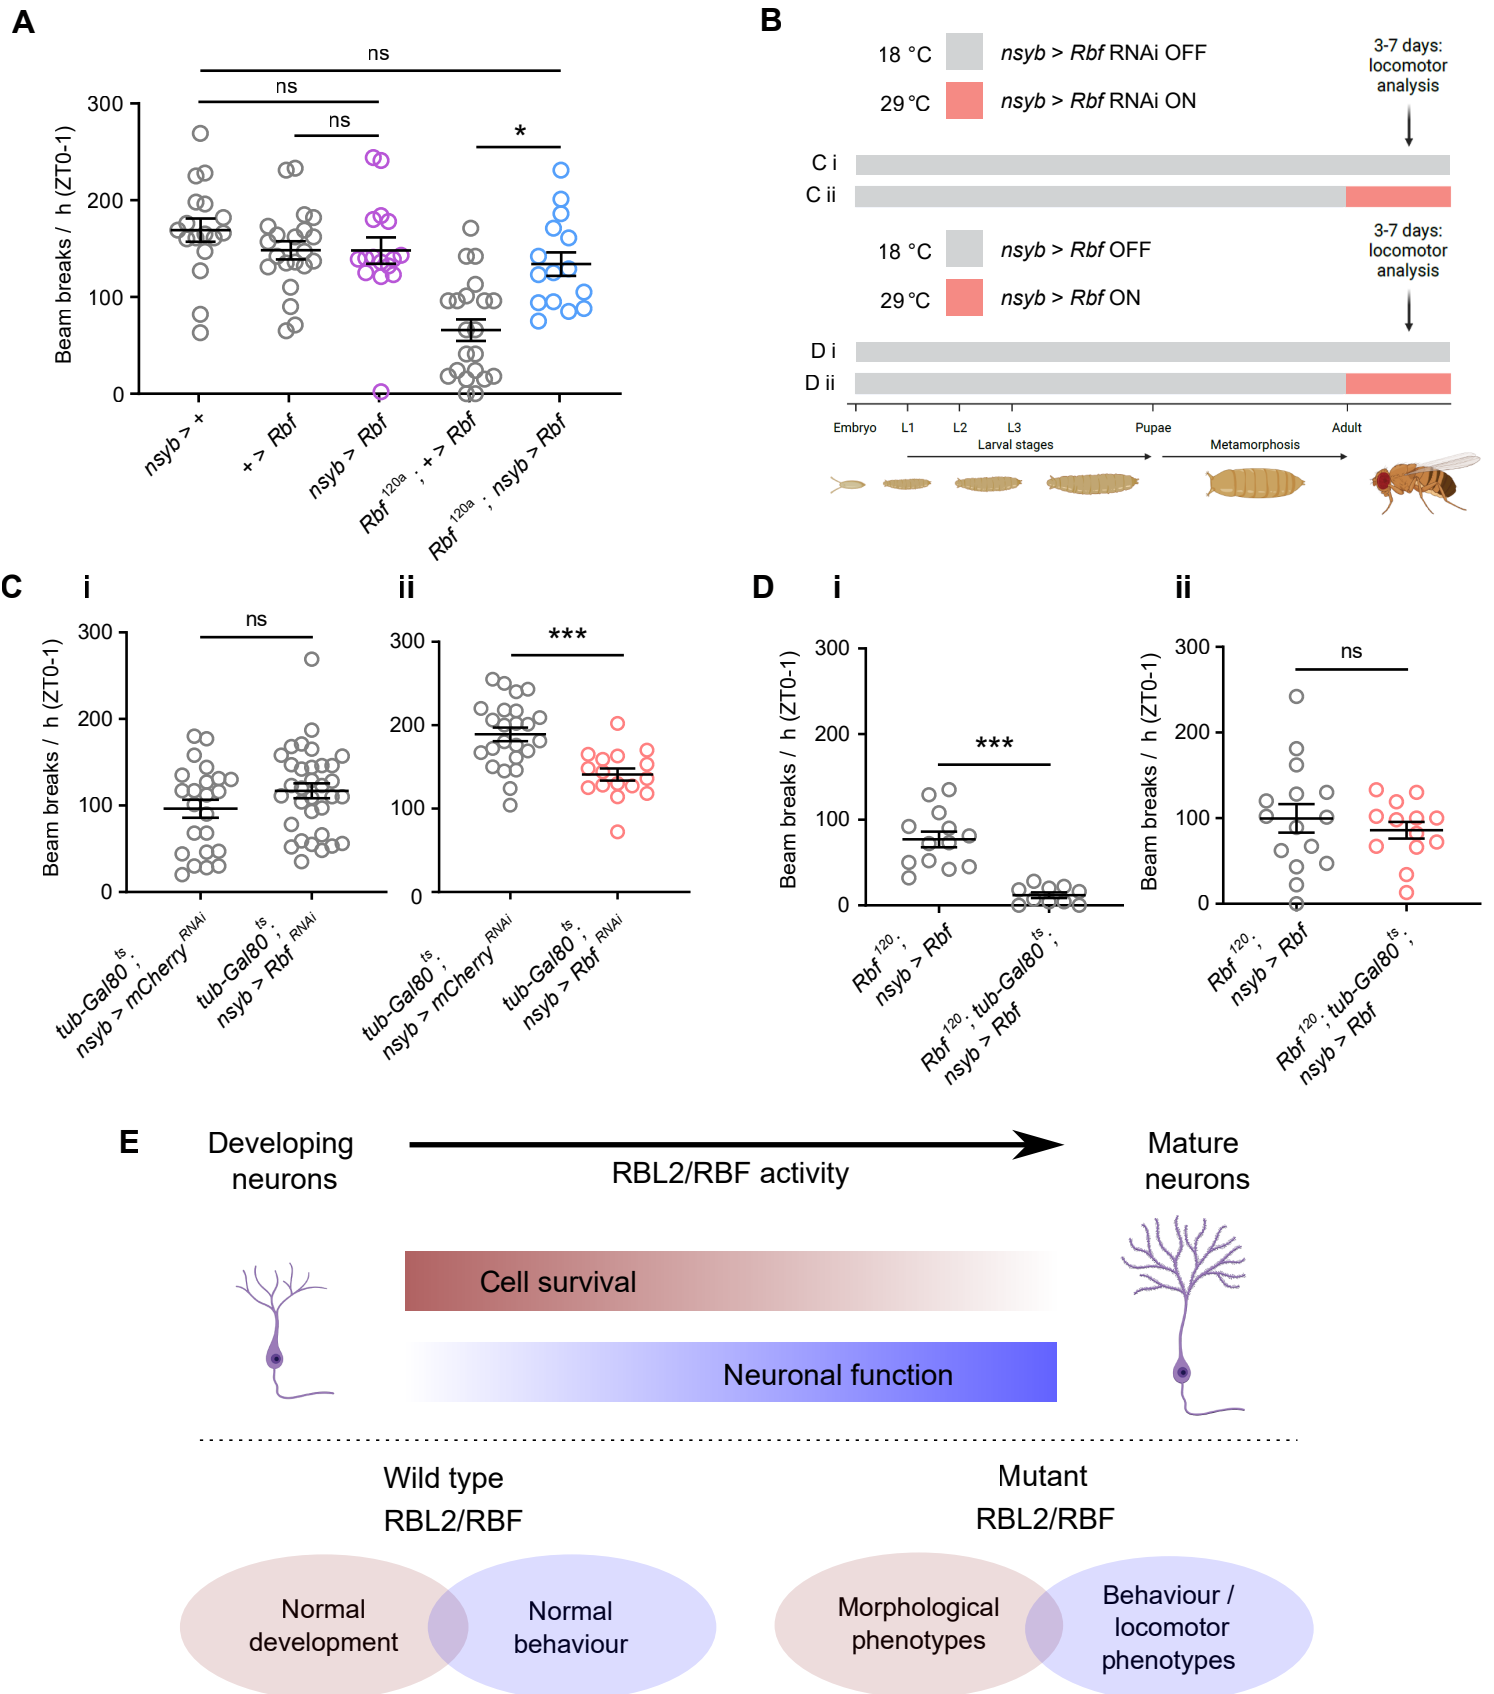 A
ns
ns
ns
*
300
200
100
0
Beam breaks / h (ZT0-1)
nsyb > +
+ > Rbf
nsyb > Rbf
Rbf120a ; + > Rbf
Rbf120a ; nsyb > Rbf
B
18 °C
nsyb > Rbf RNAi OFF
29 °C
nsyb > Rbf RNAi ON
3-7 days:
locomotor
analysis
C i
C ii
18 °C
nsyb > Rbf OFF
29 °C
nsyb > Rbf ON
3-7 days:
locomotor
analysis
D i
D ii
Embryo
L1
L2
L3
Pupae
Adult
Larval stages
Metamorphosis
C
i
ns
300
200
100
0
Beam breaks / h (ZT0-1)
tub-Gal80ts;
nsyb > mCherryRNAi
tub-Gal80ts;
nsyb > RbfRNAi
ii
***
300
200
100
0
tub-Gal80ts;
nsyb > mCherryRNAi
tub-Gal80ts;
nsyb > RbfRNAi
D
i
***
300
200
100
0
Beam breaks / h (ZT0-1)
Rbf120;
nsyb > Rbf
Rbf120; tub-Gal80ts;
nsyb > Rbf
ii
ns
300
200
100
0
Beam breaks / h (ZT0-1)
Rbf120;
nsyb > Rbf
Rbf120; tub-Gal80ts;
nsyb > Rbf
E
Developing
neurons
RBL2/RBF activity
Mature
neurons
Cell survival
Neuronal function
Wild type
RBL2/RBF
Mutant
RBL2/RBF
Normal
development
Normal
behaviour
Morphological
phenotypes
Behaviour /
locomotor
phenotypes